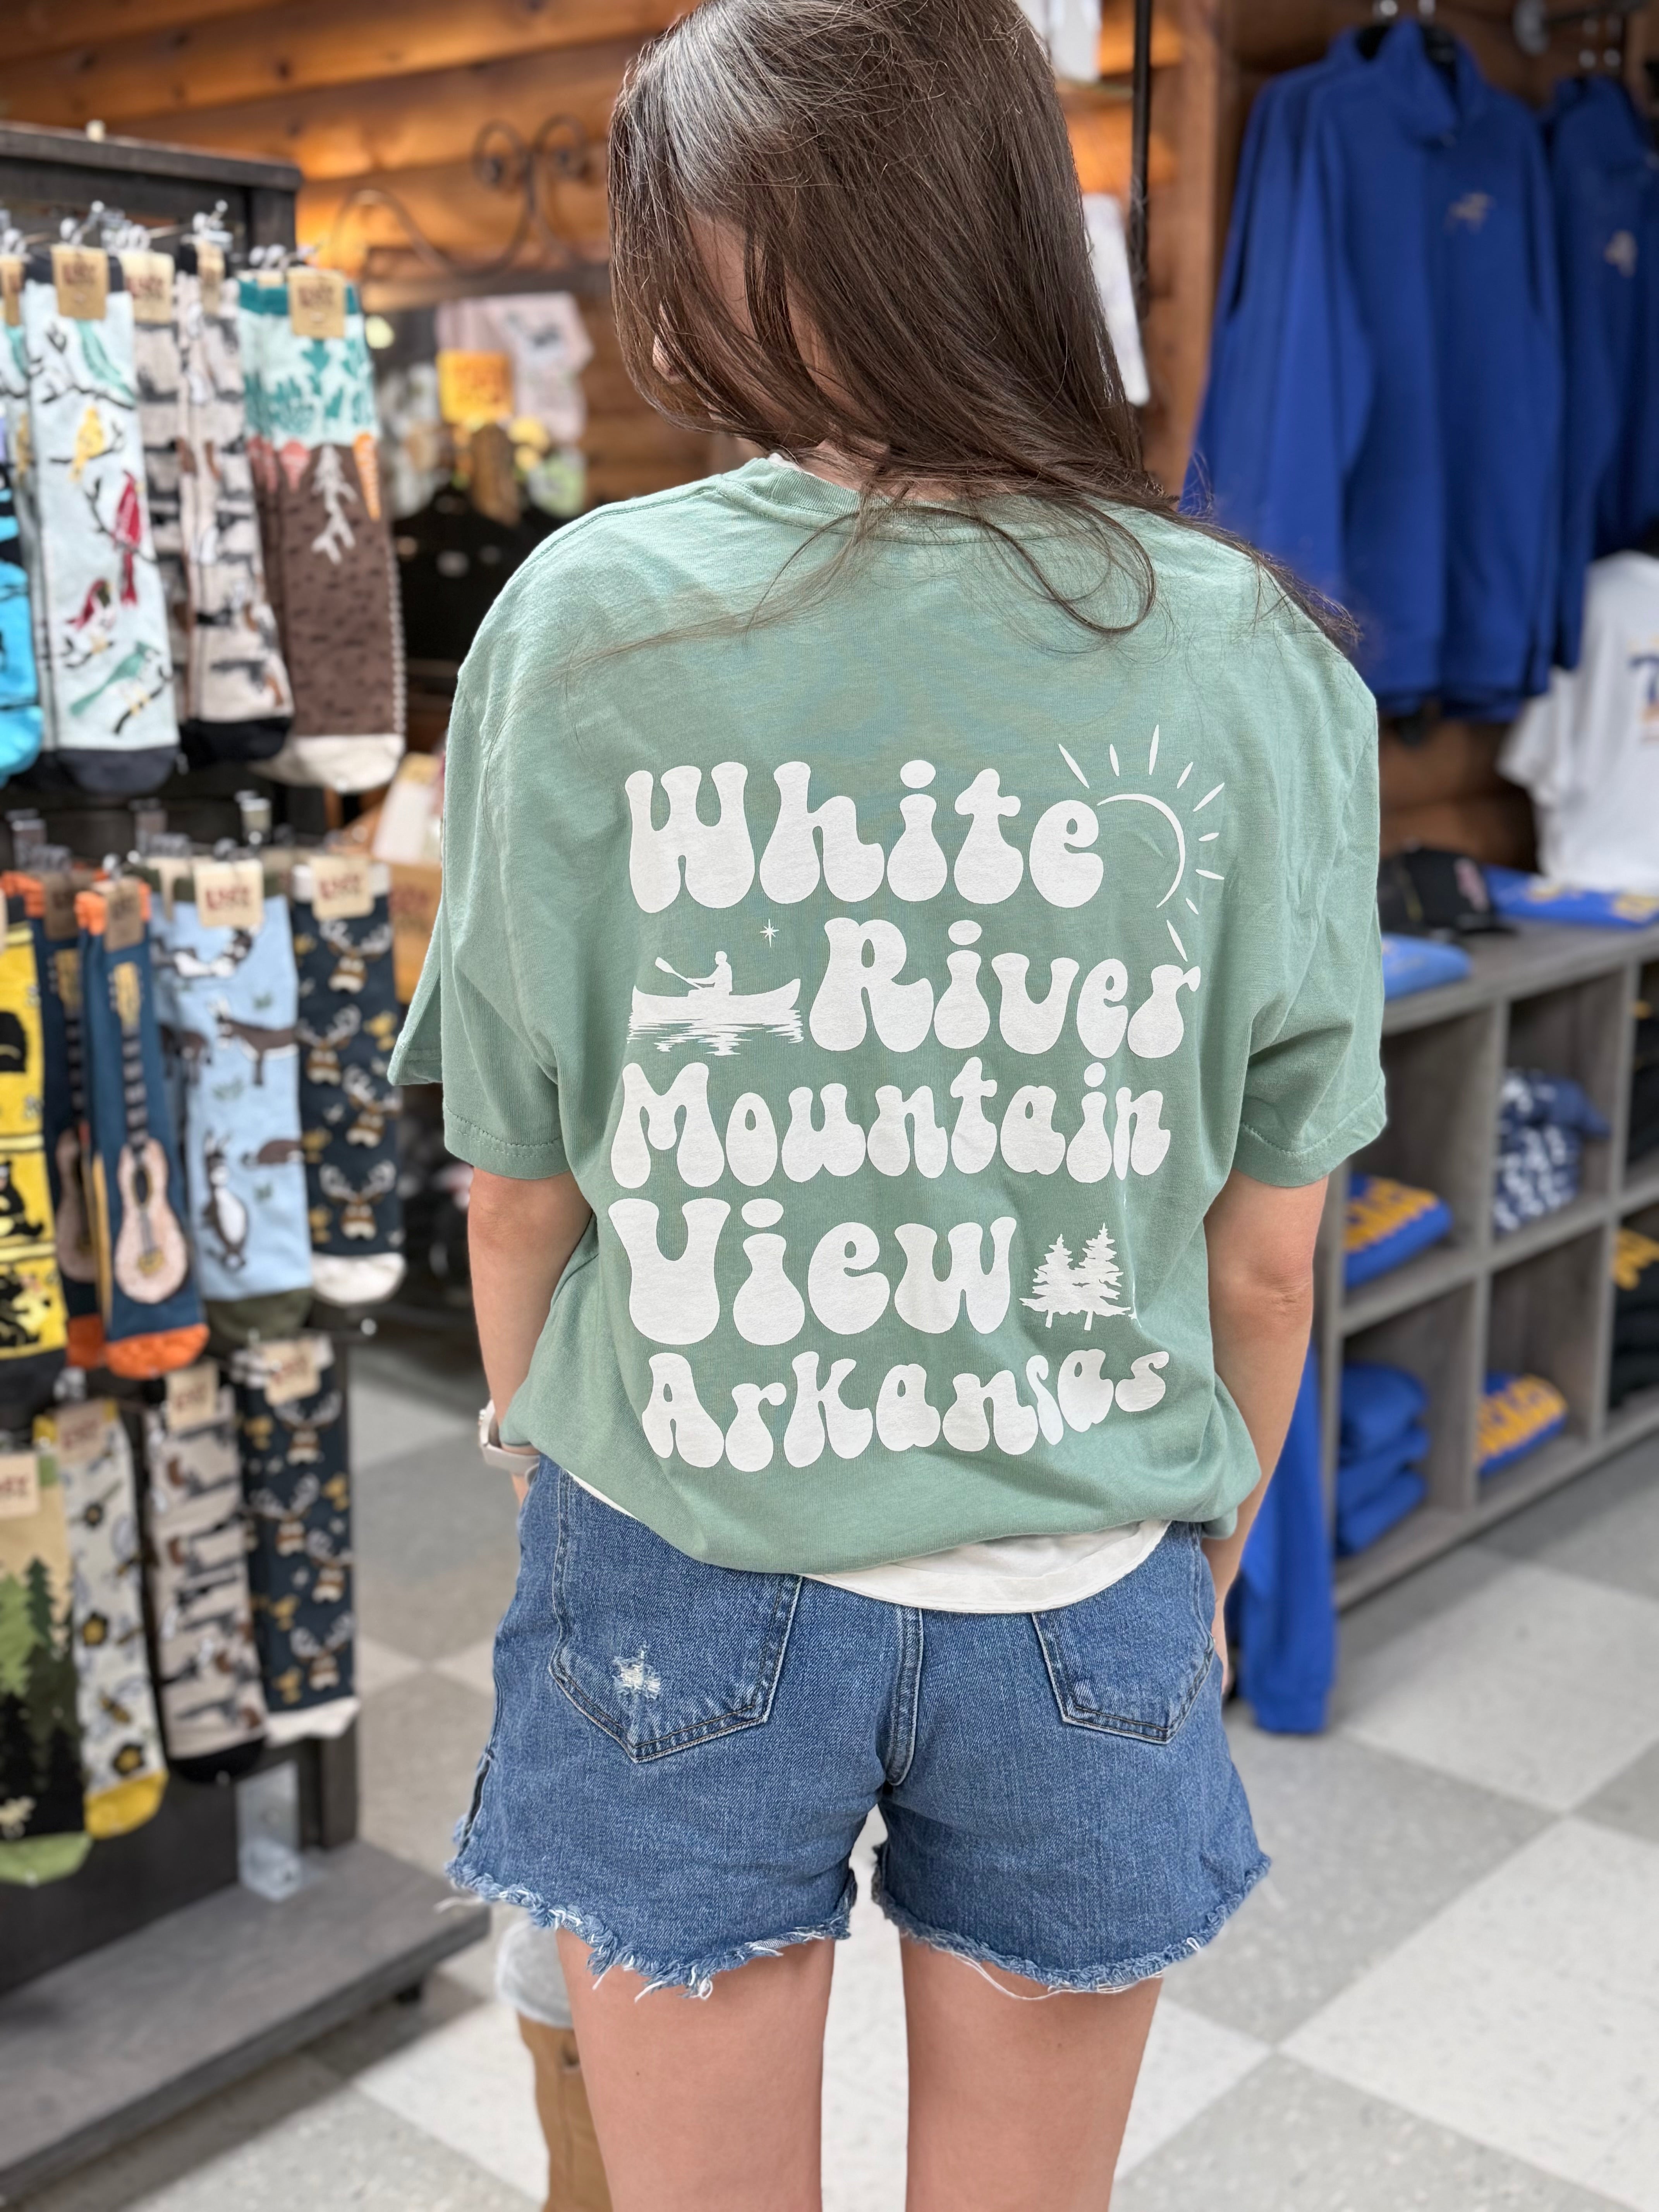 White
River
Mountain
View
Arkansas